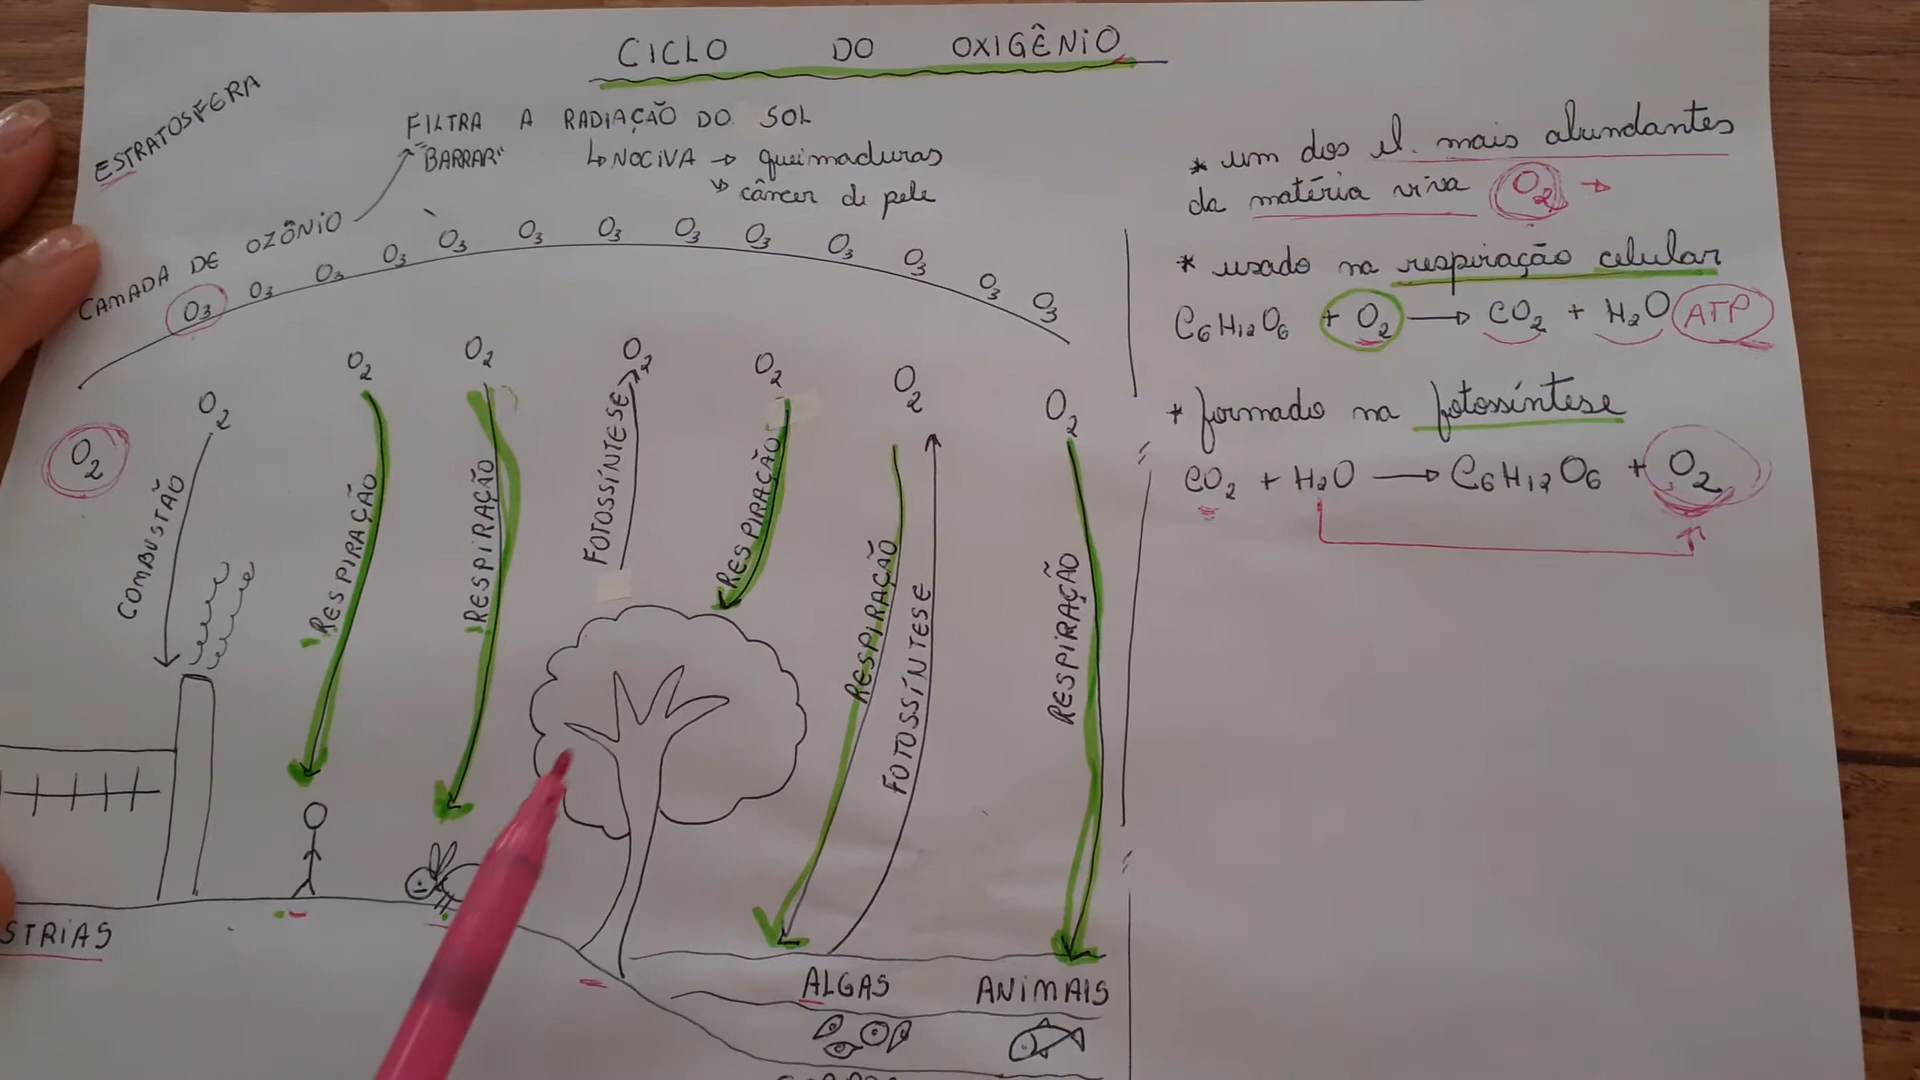 CICLO DO OXIGÊNIO
ESTRATOSFERA
FILTRA A RADIAÇÃO DO SOL
"BARRAR"
↳ NOCIVA → queimaduras
↘ câncer de pele
CAMADA DE OZÔNIO
O3 O3 O3 O3 O3 O3 O3 O3 O3 O3 O3 O3 O3
O2 O2 O2 O2 O2 O2 O2 O2
COMBUSTÃO
RESPIRAÇÃO
RESPIRAÇÃO
FOTOSSÍNTESE
RESPIRAÇÃO
RESPIRAÇÃO
FOTOSSÍNTESE
RESPIRAÇÃO
STRIAS
ALGAS ANIMAIS
* um dos el. mais abundantes
da matéria viva O2 →
* usado na respiração celular
C6H12O6 + O2 → CO2 + H2O ATP
* formado na fotossíntese
CO2 + H2O → C6H12O6 + O2